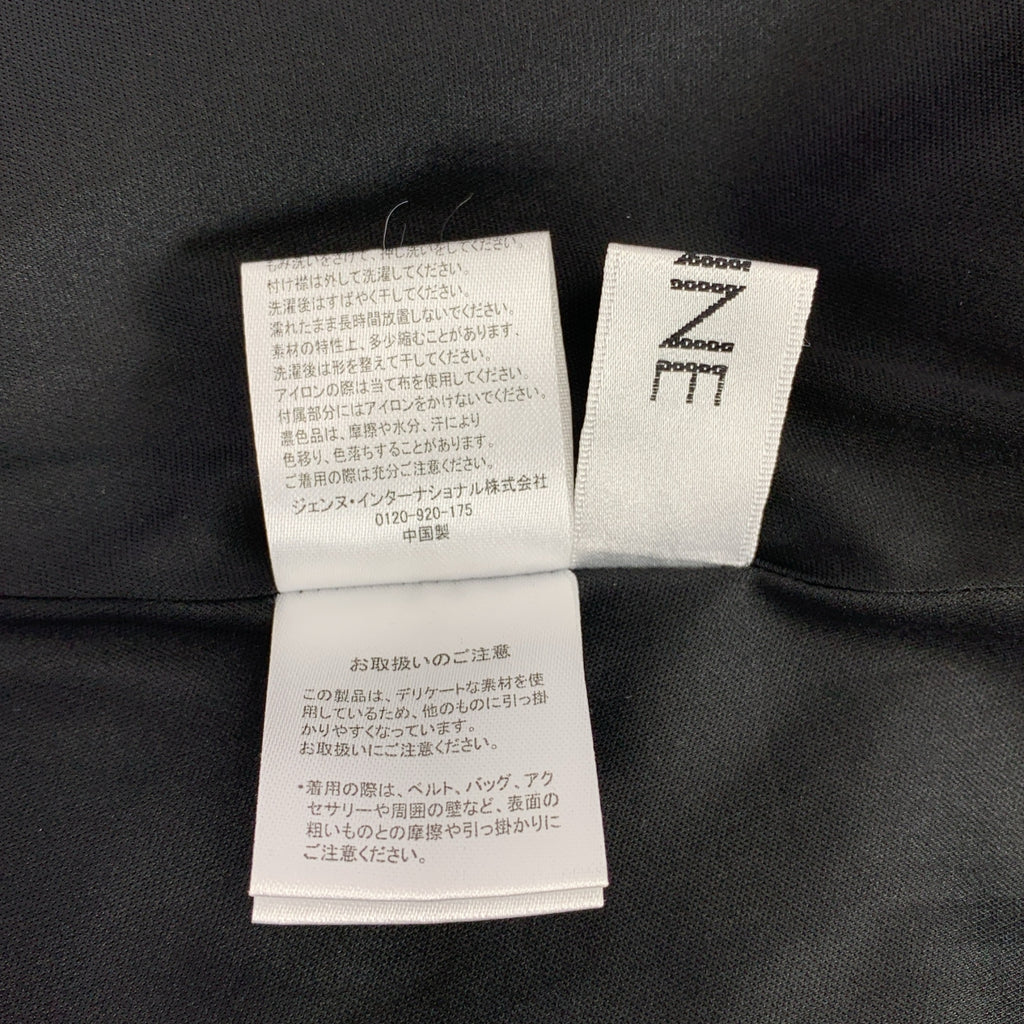 もみ洗いをさけて、押し洗いをしてください。
付け襟は外して洗濯してください。
洗濯後はすばやく干してください。
濡れたまま長時間放置しないでください。
素材の特性上、多少縮むことがあります。
洗濯後は形を整えて干してください。
アイロンの際は当て布を使用してください。
付属部分にはアイロンをかけないでください。
濃色品は、摩擦や水分、汗により
色移り、色落ちすることがあります。
ご着用の際は充分ご注意ください。
ジェンヌ・インターナショナル株式会社
0120-920-175
中国製
NE
お取扱いのご注意
この製品は、デリケートな素材を使
用しているため、他のものに引っ掛
かりやすくなっています。
お取扱いにご注意ください。
・着用の際は、ベルト、バッグ、アク
セサリーや周囲の壁など、表面の
粗いものとの摩擦や引っ掛かりに
ご注意ください。